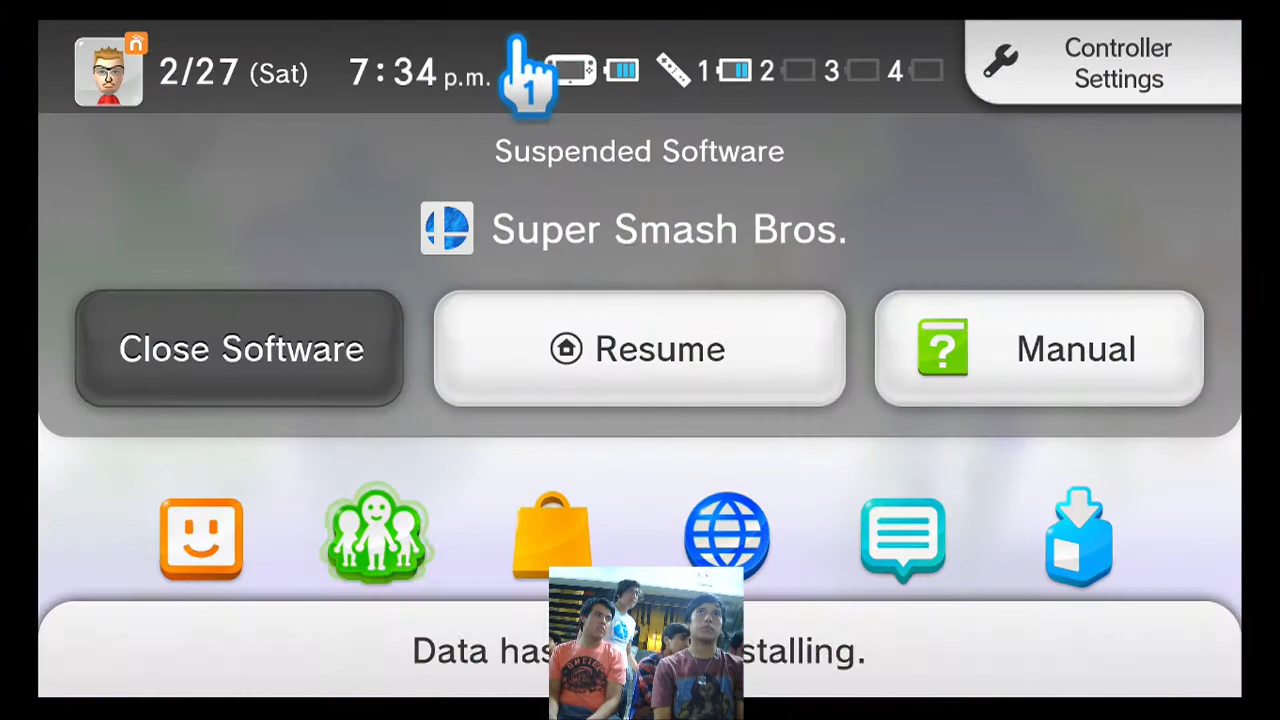 2/27 (Sat) 7:34 p.m. 1 2 3 4
Controller
Settings
1
Suspended Software
Super Smash Bros.
Close Software
Resume
? Manual
Data has stalling.